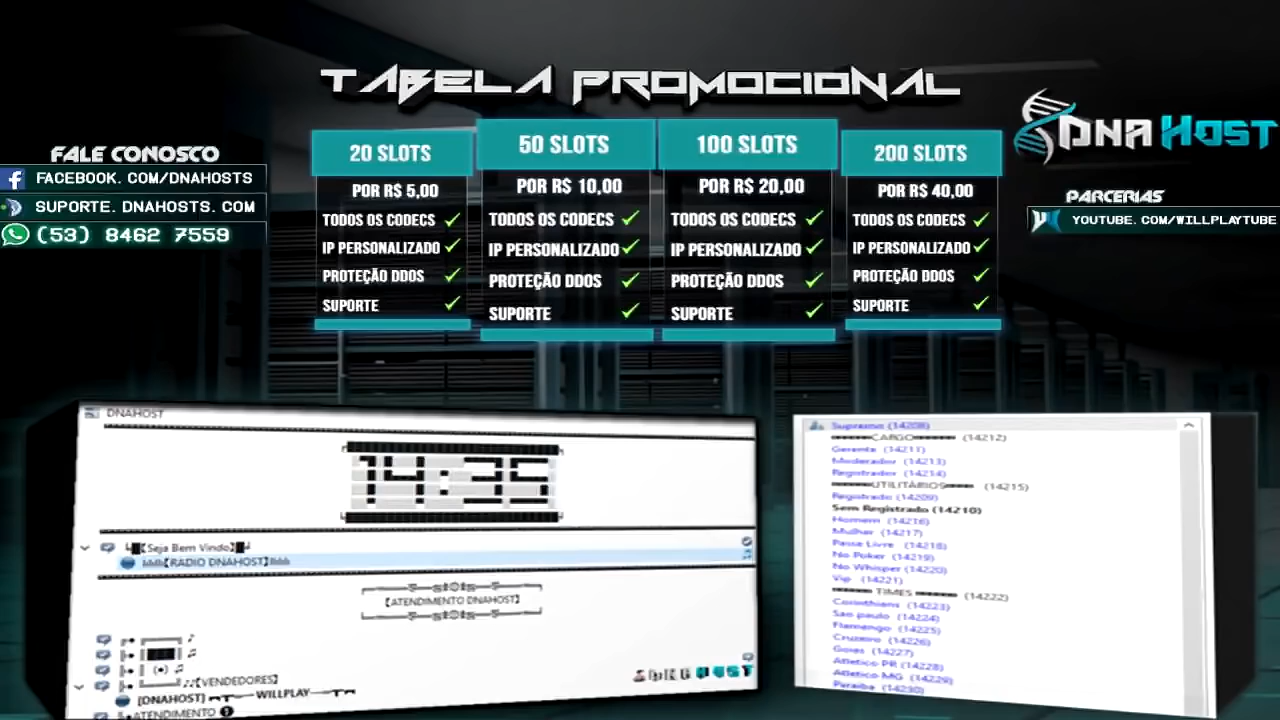 TABELA PROMOCIONAL
DNA HOST
FALE CONOSCO
FACEBOOK. COM/DNAHOSTS
SUPORTE. DNAHOSTS. COM
(53) 8462 7559
20 SLOTS
POR R$ 5,00
TODOS OS CODECS
IP PERSONALIZADO
PROTEÇÃO DDOS
SUPORTE
50 SLOTS
POR R$ 10,00
TODOS OS CODECS
IP PERSONALIZADO
PROTEÇÃO DDOS
SUPORTE
100 SLOTS
POR R$ 20,00
TODOS OS CODECS
IP PERSONALIZADO
PROTEÇÃO DDOS
SUPORTE
200 SLOTS
POR R$ 40,00
TODOS OS CODECS
IP PERSONALIZADO
PROTEÇÃO DDOS
SUPORTE
PARCERIAS
YOUTUBE. COM/WILLPLAYTUBE
DNAHOST
14:35
【Seja Bem Vindo】
【RADIO DNAHOST】
【ATENDIMENTO DNAHOST】
【VENDEDORES】
[DNAHOST] WILLPLAY
ATENDIMENTO
Supremo (14208)
CARGO (14212)
Gerente (14211)
Moderador (14213)
Registrador (14214)
UTILITÁRIOS (14215)
Registrado (14209)
Sem Registrado (14210)
Homem (14216)
Mulher (14217)
Passe Livre (14218)
No Poker (14219)
No Whisper (14220)
Vip (14221)
TIMES (14222)
Corinthians (14223)
Sao paulo (14224)
Flamengo (14225)
Cruzeiro (14226)
Goias (14227)
Atletico PR (14228)
Atletico MG (14229)
Paraiba (14230)